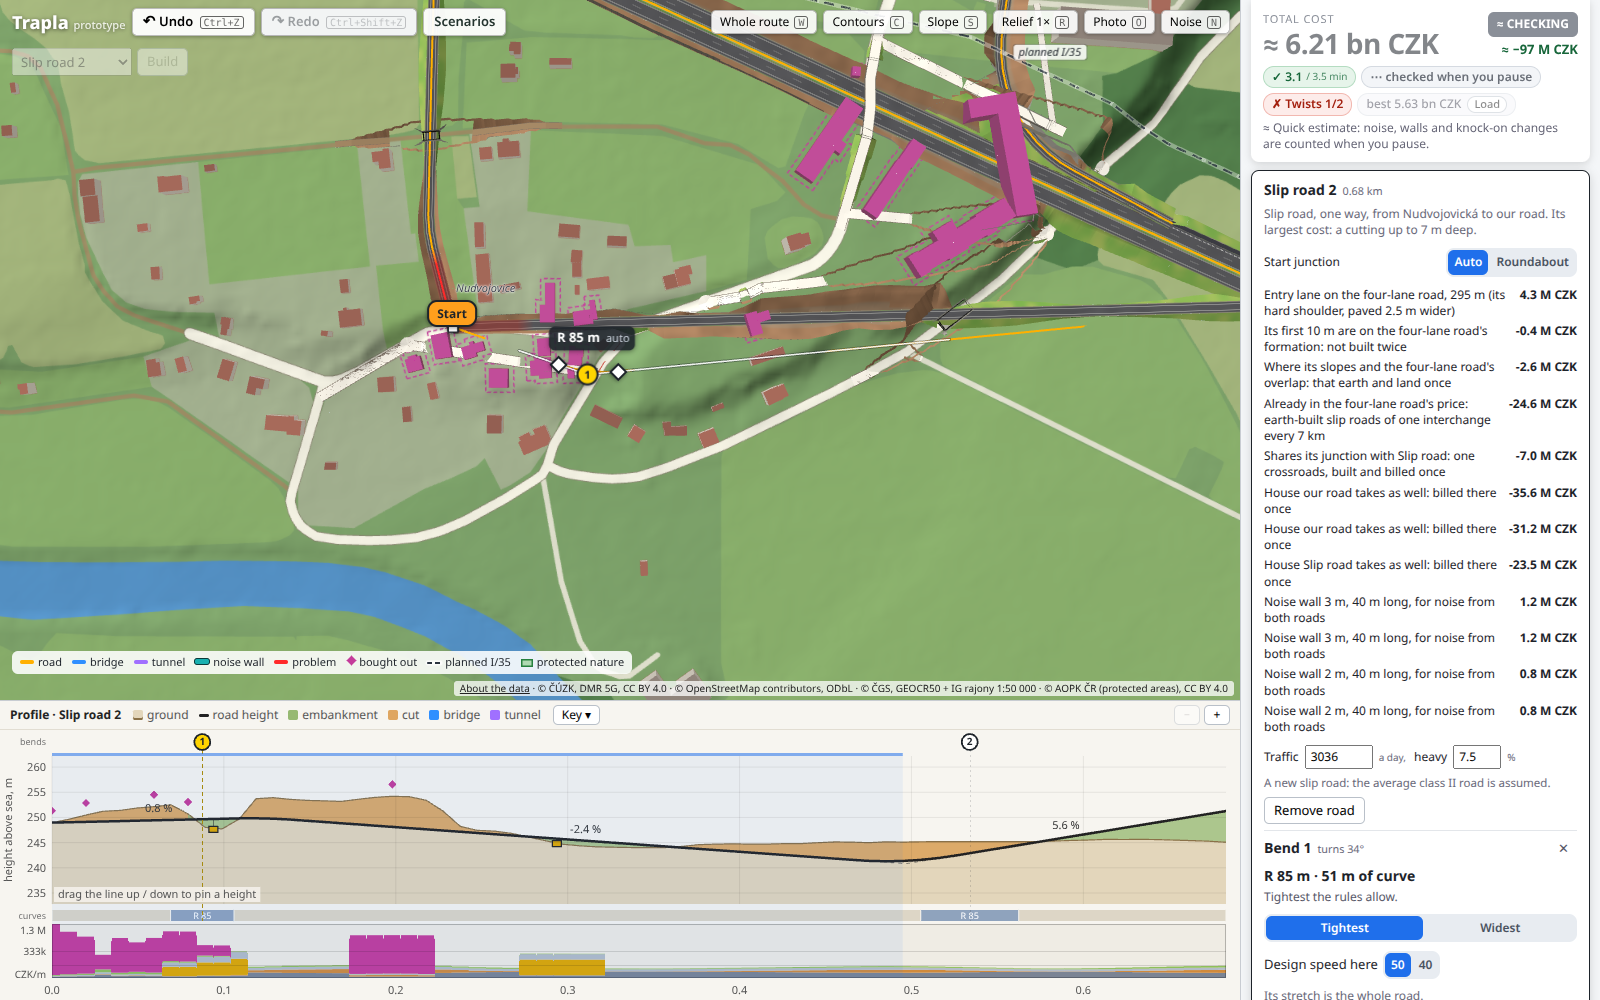 Trapla prototype
↶ Undo Ctrl+Z
↷ Redo Ctrl+Shift+Z
Scenarios
Slip road 2
Build
Whole route W
Contours C
Slope S
Relief 1× R
Photo O
Noise N
planned I/35
Nudvojovice
Start
R 85 m auto
1
road
bridge
tunnel
noise wall
problem
bought out
planned I/35
protected nature
About the data · © ČÚZK, DMR 5G, CC BY 4.0 · © OpenStreetMap contributors, ODbL · © ČGS, GEOCR50 + IG rajony 1:50 000 · © AOPK ČR (protected areas), CC BY 4.0
Profile · Slip road 2
ground
road height
embankment
cut
bridge
tunnel
Key ▾
−
+
bends
1
2
height above sea, m
260
255
250
245
240
235
0.8 %
-2.4 %
5.6 %
drag the line up / down to pin a height
curves
R 85
R 85
1.3 M
333k
CZK/m
0.0
0.1
0.2
0.3
0.4
0.5
0.6
TOTAL COST
≈ CHECKING
≈ 6.21 bn CZK
≈ −97 M CZK
✓ 3.1 / 3.5 min
··· checked when you pause
✗ Twists 1/2
best 5.63 bn CZK Load
≈ Quick estimate: noise, walls and knock-on changes
are counted when you pause.
Slip road 2 0.68 km
Slip road, one way, from Nudvojovická to our road. Its
largest cost: a cutting up to 7 m deep.
Start junction
Auto
Roundabout
Entry lane on the four-lane road, 295 m (its 4.3 M CZK
hard shoulder, paved 2.5 m wider)
Its first 10 m are on the four-lane road's -0.4 M CZK
formation: not built twice
Where its slopes and the four-lane road's -2.6 M CZK
overlap: that earth and land once
Already in the four-lane road's price: -24.6 M CZK
earth-built slip roads of one interchange
every 7 km
Shares its junction with Slip road: one -7.0 M CZK
crossroads, built and billed once
House our road takes as well: billed there -35.6 M CZK
once
House our road takes as well: billed there -31.2 M CZK
once
House Slip road takes as well: billed there -23.5 M CZK
once
Noise wall 3 m, 40 m long, for noise from 1.2 M CZK
both roads
Noise wall 3 m, 40 m long, for noise from 1.2 M CZK
both roads
Noise wall 2 m, 40 m long, for noise from 0.8 M CZK
both roads
Noise wall 2 m, 40 m long, for noise from 0.8 M CZK
both roads
Traffic 3036 a day, heavy 7.5 %
A new slip road: the average class II road is assumed.
Remove road
Bend 1 turns 34° ✕
R 85 m · 51 m of curve
Tightest the rules allow.
Tightest
Widest
Design speed here 50 40
Its stretch is the whole road.